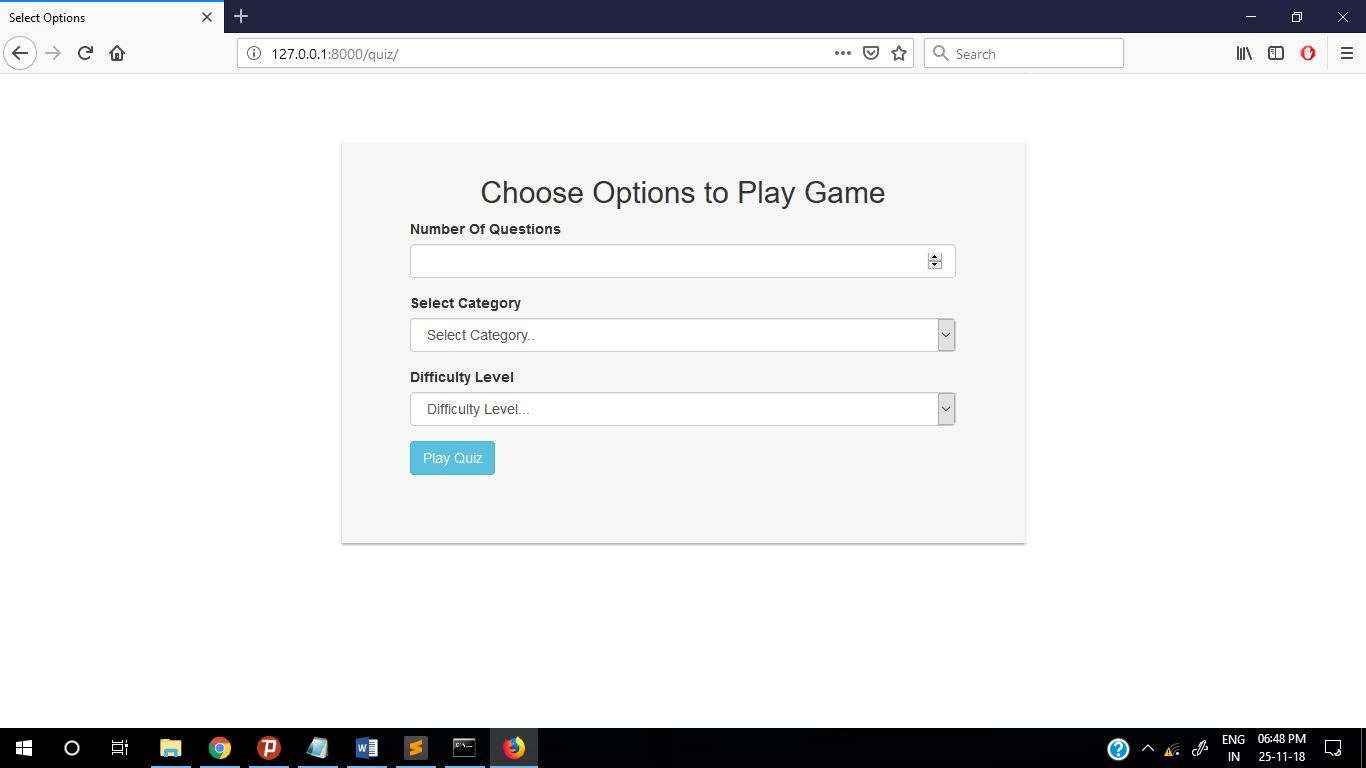 Select Options
127.0.0.1:8000/quiz/
Search
Choose Options to Play Game
Number Of Questions
Select Category
Select Category..
Difficulty Level
Difficulty Level...
Play Quiz
ENG
IN
06:48 PM
25-11-18